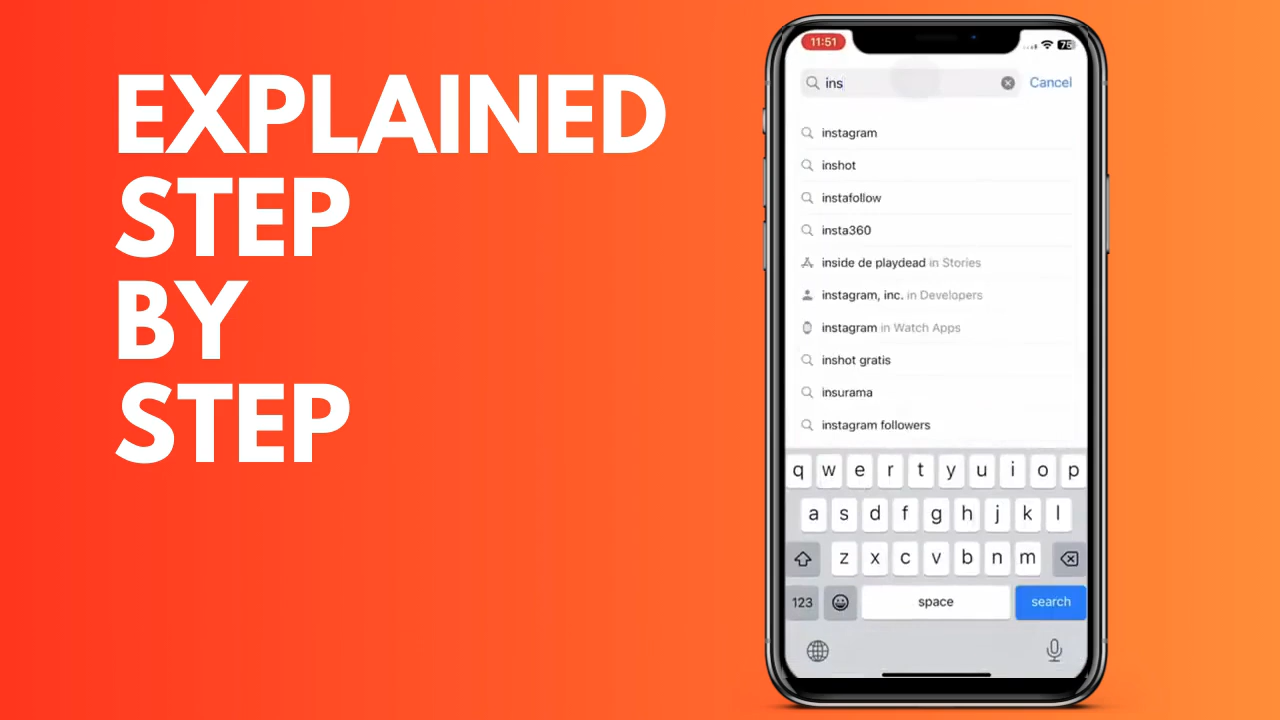 EXPLAINED
STEP
BY
STEP
11:51
75
ins
Cancel
instagram
inshot
instafollow
insta360
inside de playdead in Stories
instagram, inc. in Developers
instagram in Watch Apps
inshot gratis
insurama
instagram followers
q w e r t y u i o p
a s d f g h j k l
z x c v b n m
123 space search